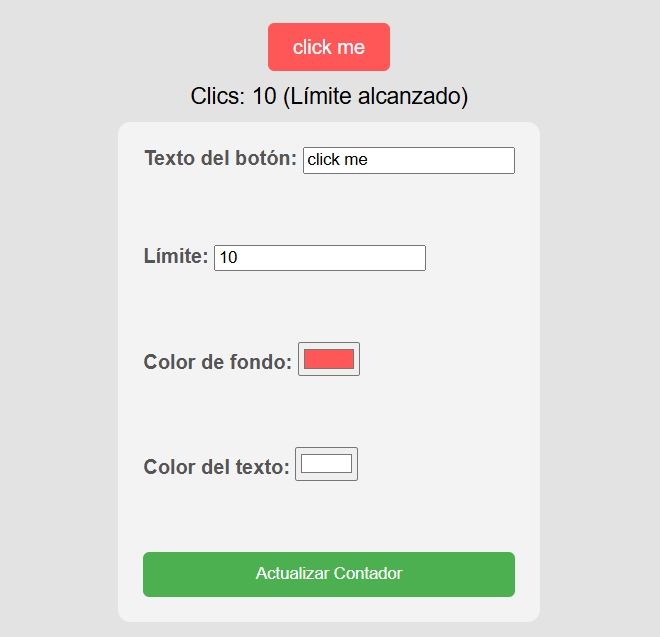 click me
Clics: 10 (Límite alcanzado)
Texto del botón: click me
Límite: 10
Color de fondo:
Color del texto:
Actualizar Contador